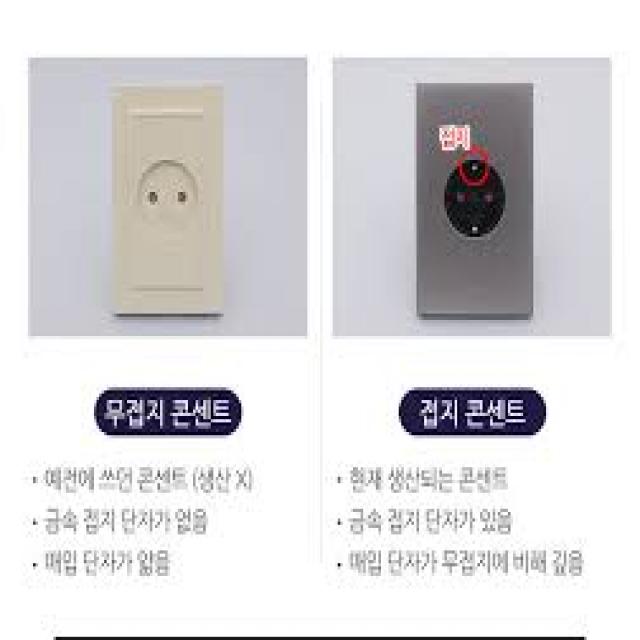 접지
무접지 콘센트
접지 콘센트
· 예전에 쓰던 콘센트 (생산 X)
· 금속 접지 단자가 없음
· 매입 단자가 얇음
· 현재 생산되는 콘센트
· 금속 접지 단자가 있음
· 매입 단자가 무접지에 비해 깊음